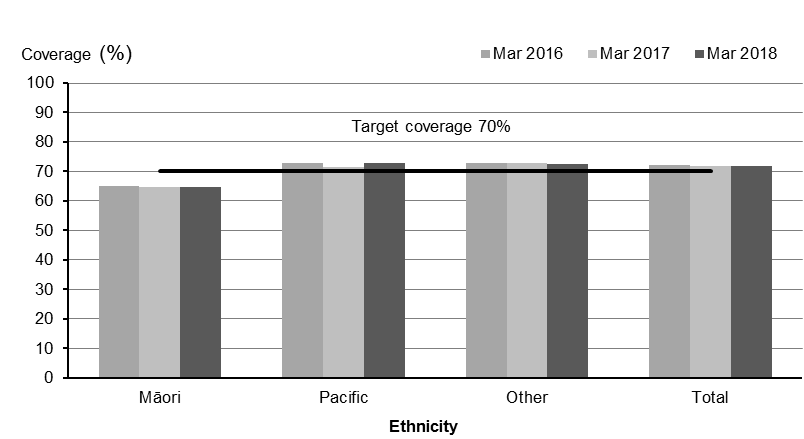 Coverage (%)
Mar 2016 Mar 2017 Mar 2018
100
90
Target coverage 70%
80
70
60
50
40
30
20
10
0
Māori Pacific Other Total
Ethnicity